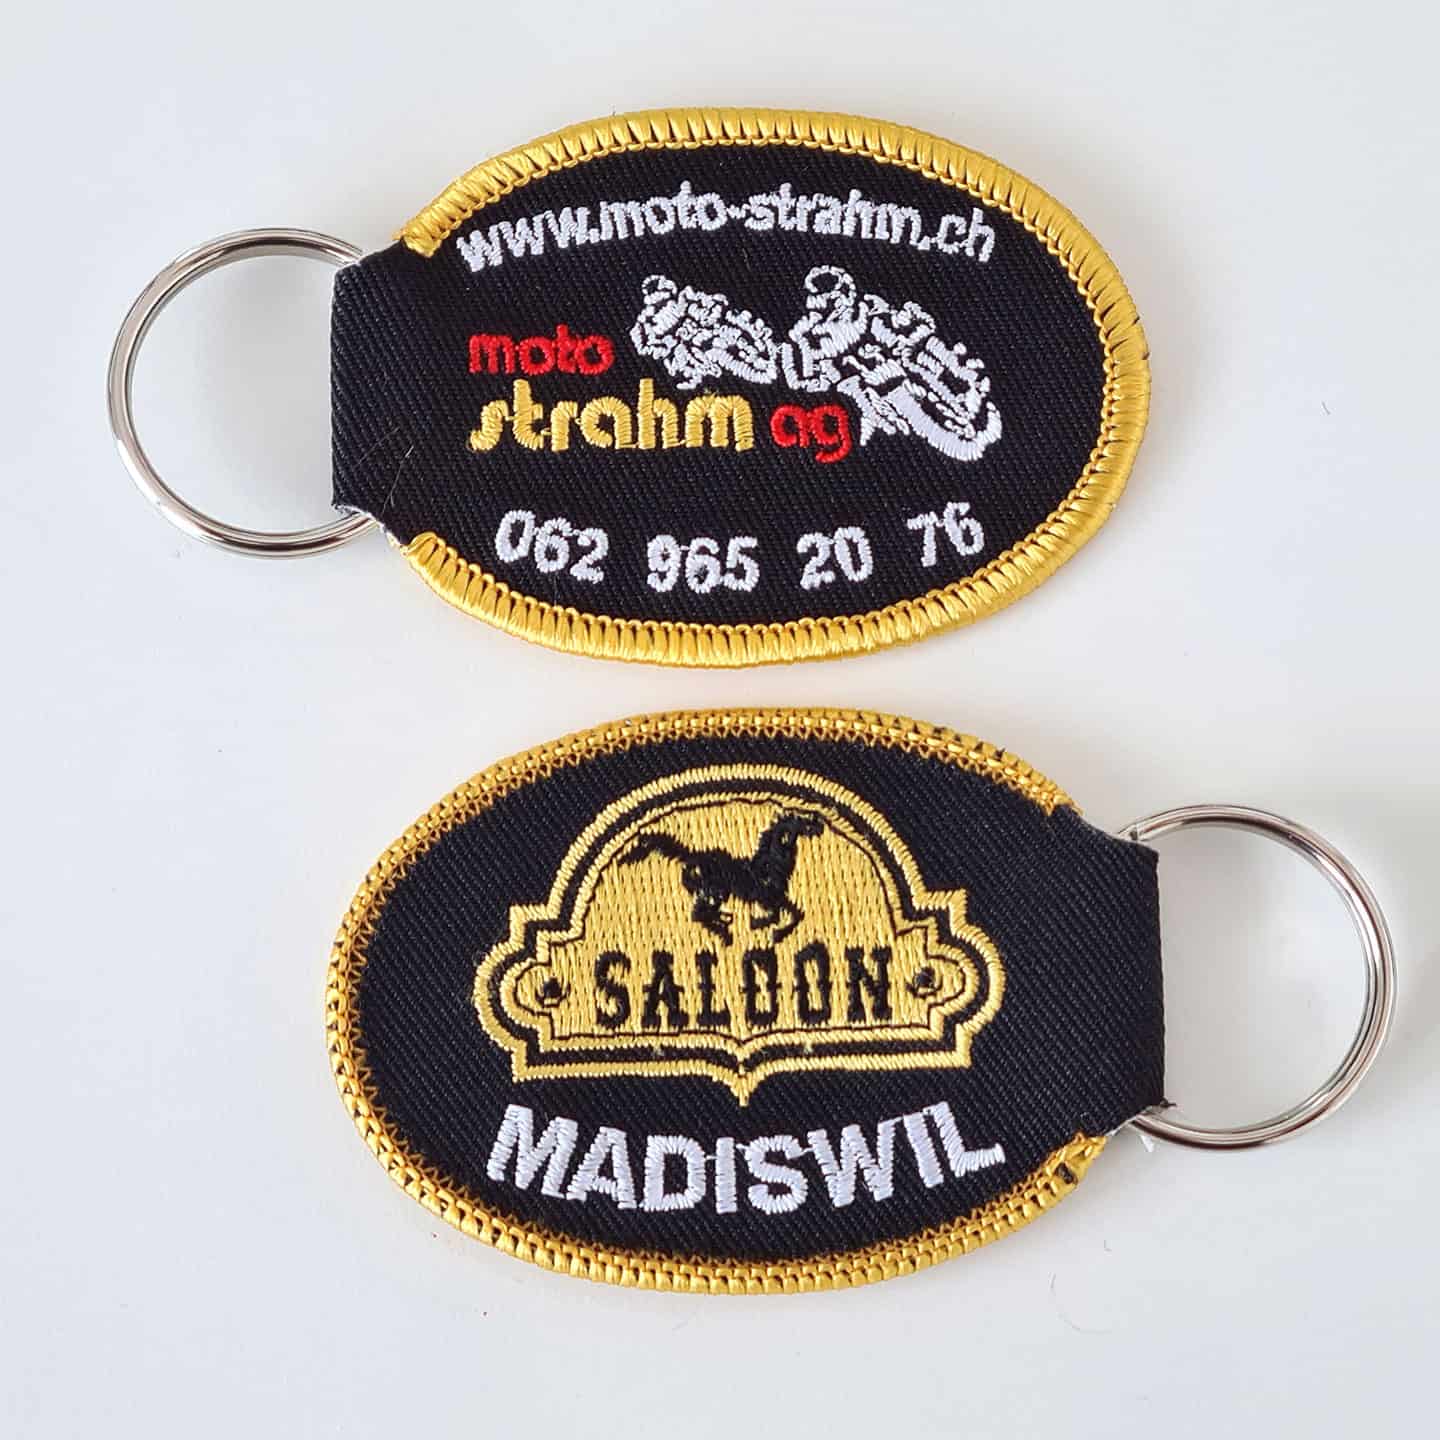 www.moto-strahm.ch
moto
strahm ag
062 965 20 76
SALOON
MADISWIL